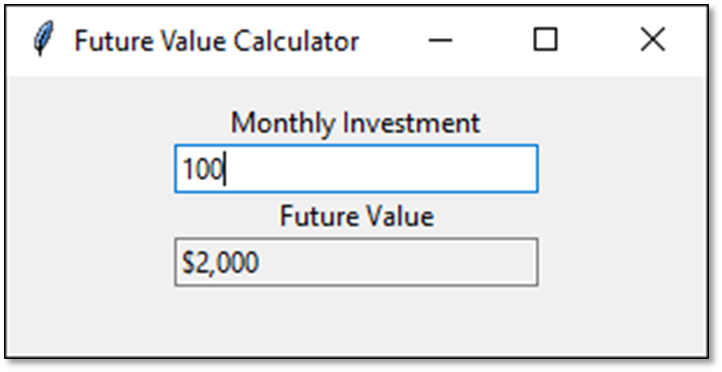 Future Value Calculator
Monthly Investment
100
Future Value
$2,000